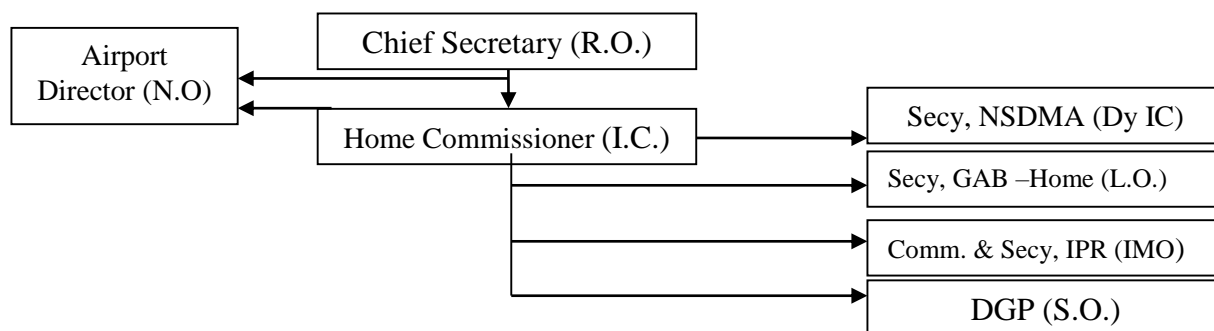 Airport
Director (N.O)
Chief Secretary (R.O.)
Home Commissioner (I.C.)
Secy, NSDMA (Dy IC)
Secy, GAB –Home (L.O.)
Comm. & Secy, IPR (IMO)
DGP (S.O.)